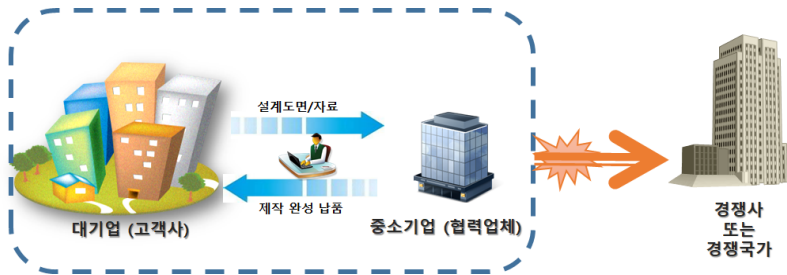 설계도면/자료
제작 완성 납품
대기업 (고객사)
중소기업 (협력업체)
경쟁사
또는
경쟁국가